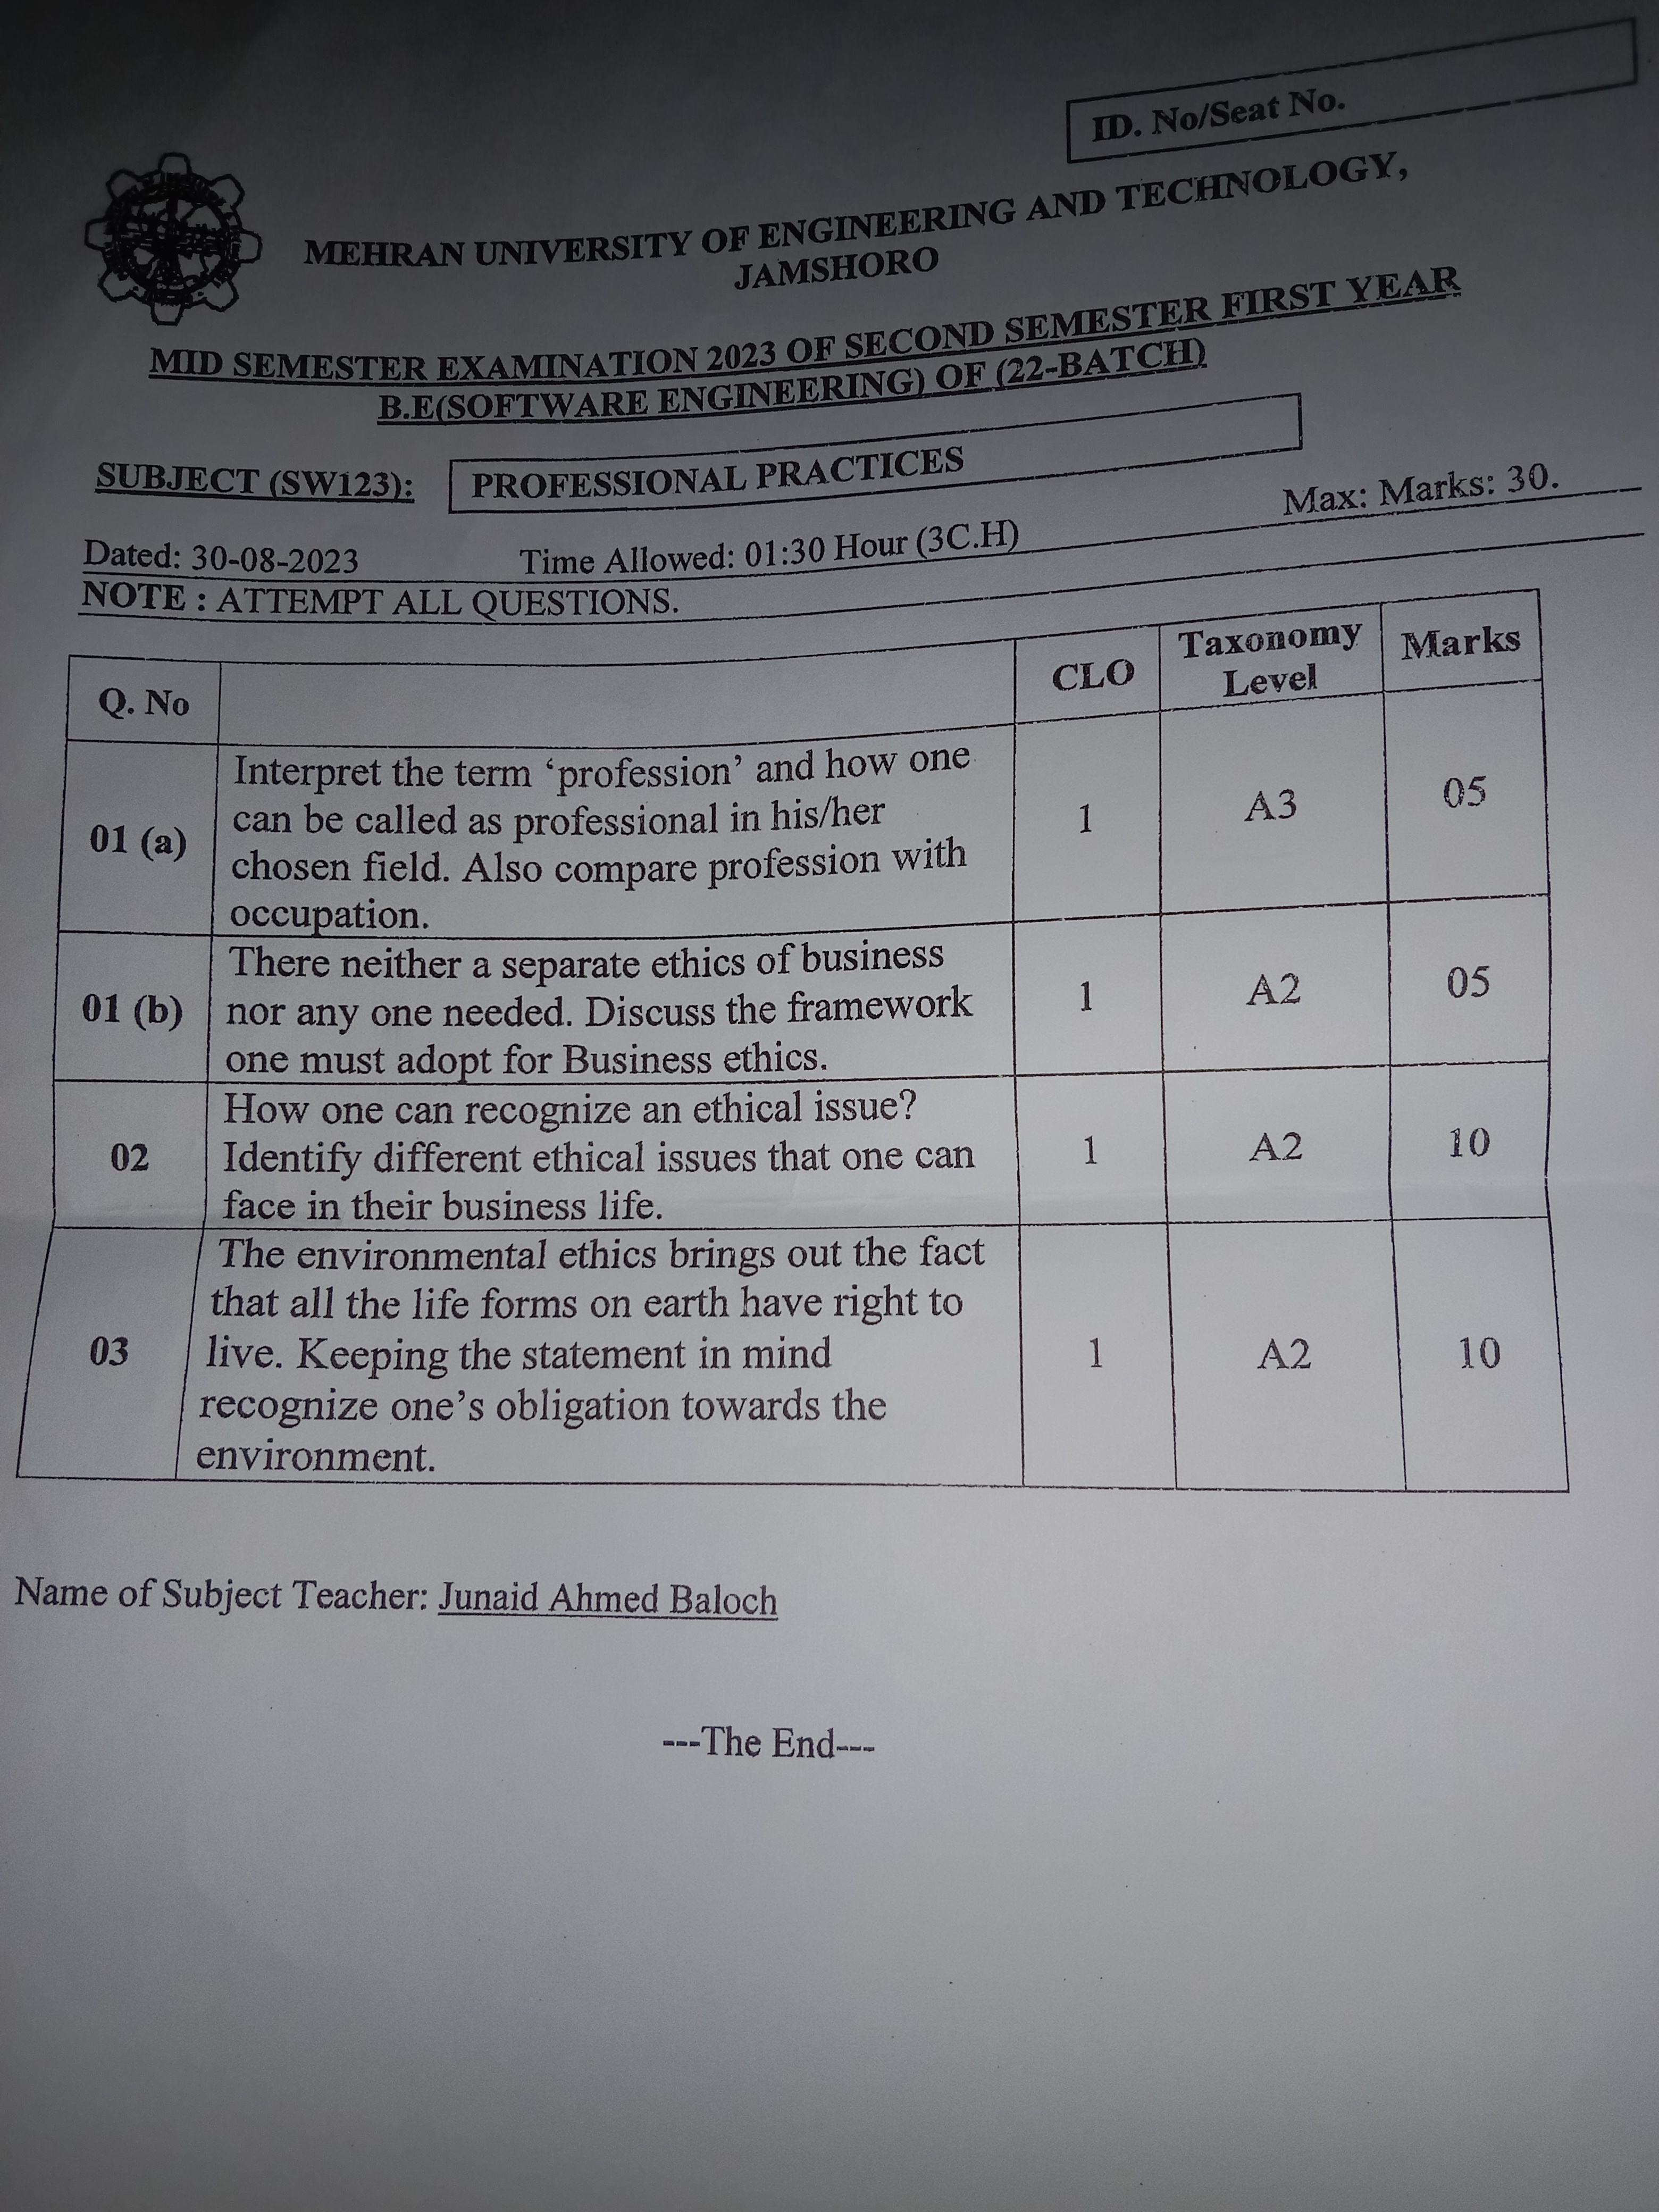 ID. No/Seat No.
MEHRAN UNIVERSITY OF ENGINEERING AND TECHNOLOGY,
JAMSHORO
MID SEMESTER EXAMINATION 2023 OF SECOND SEMESTER FIRST YEAR
B.E(SOFTWARE ENGINEERING) OF (22-BATCH)
SUBJECT (SW123): PROFESSIONAL PRACTICES
Max: Marks: 30.
Dated: 30-08-2023 Time Allowed: 01:30 Hour (3C.H)
NOTE : ATTEMPT ALL QUESTIONS.
Q. No CLO Taxonomy Level Marks
01 (a) 1 A3 05
Interpret the term ‘profession’ and how one
can be called as professional in his/her
chosen field. Also compare profession with
occupation.
01 (b) 1 A2 05
There neither a separate ethics of business
nor any one needed. Discuss the framework
one must adopt for Business ethics.
02 1 A2 10
How one can recognize an ethical issue?
Identify different ethical issues that one can
face in their business life.
03 1 A2 10
The environmental ethics brings out the fact
that all the life forms on earth have right to
live. Keeping the statement in mind
recognize one’s obligation towards the
environment.
Name of Subject Teacher: Junaid Ahmed Baloch
---The End---